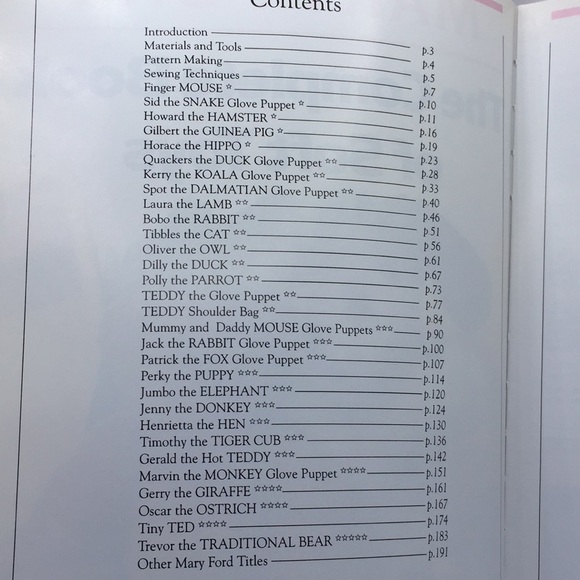 Contents
Introduction p.3
Materials and Tools p.4
Pattern Making p.5
Sewing Techniques p.7
Finger MOUSE ☆ p.10
Sid the SNAKE Glove Puppet ☆ p.11
Howard the HAMSTER ☆ p.16
Gilbert the GUINEA PIG ☆ p.19
Horace the HIPPO ☆ p.23
Quackers the DUCK Glove Puppet ☆☆ p.28
Kerry the KOALA Glove Puppet ☆☆ p.33
Spot the DALMATIAN Glove Puppet ☆☆ p.40
Laura the LAMB ☆☆ p.46
Bobo the RABBIT ☆☆ p.51
Tibbles the CAT ☆☆ p 56
Oliver the OWL ☆☆ p.61
Dilly the DUCK ☆☆ p.67
Polly the PARROT ☆☆ p.73
TEDDY the Glove Puppet ☆☆ p.77
TEDDY Shoulder Bag ☆☆ p 84
Mummy and Daddy MOUSE Glove Puppets ☆☆☆ p 90
Jack the RABBIT Glove Puppet ☆☆☆ p.100
Patrick the FOX Glove Puppet ☆☆☆ p.107
Perky the PUPPY ☆☆☆ p.114
Jumbo the ELEPHANT ☆☆☆ p.120
Jenny the DONKEY ☆☆☆ p.124
Henrietta the HEN ☆☆☆ p.130
Timothy the TIGER CUB ☆☆☆ p.136
Gerald the Hot TEDDY ☆☆☆ p.142
Marvin the MONKEY Glove Puppet ☆☆☆☆ p.151
Gerry the GIRAFFE ☆☆☆☆ p.161
Oscar the OSTRICH ☆☆☆☆ p.167
Tiny TED ☆☆☆☆ p.174
Trevor the TRADITIONAL BEAR ☆☆☆☆☆ p.183
Other Mary Ford Titles p.191